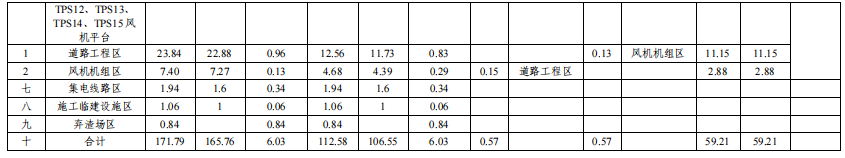 TPS12、TPS13、
TPS14、TPS15风
机平台
1 道路工程区 23.84 22.88 0.96 12.56 11.73 0.83 0.13 风机机组区 11.15 11.15
2 风机机组区 7.40 7.27 0.13 4.68 4.39 0.29 0.15 道路工程区 2.88 2.88
七 集电线路区 1.94 1.6 0.34 1.94 1.6 0.34
八 施工临建设施区 1.06 1 0.06 1.06 1 0.06
九 弃渣场区 0.84 0.84 0.84 0.84
十 合计 171.79 165.76 6.03 112.58 106.55 6.03 0.57 0.57 59.21 59.21